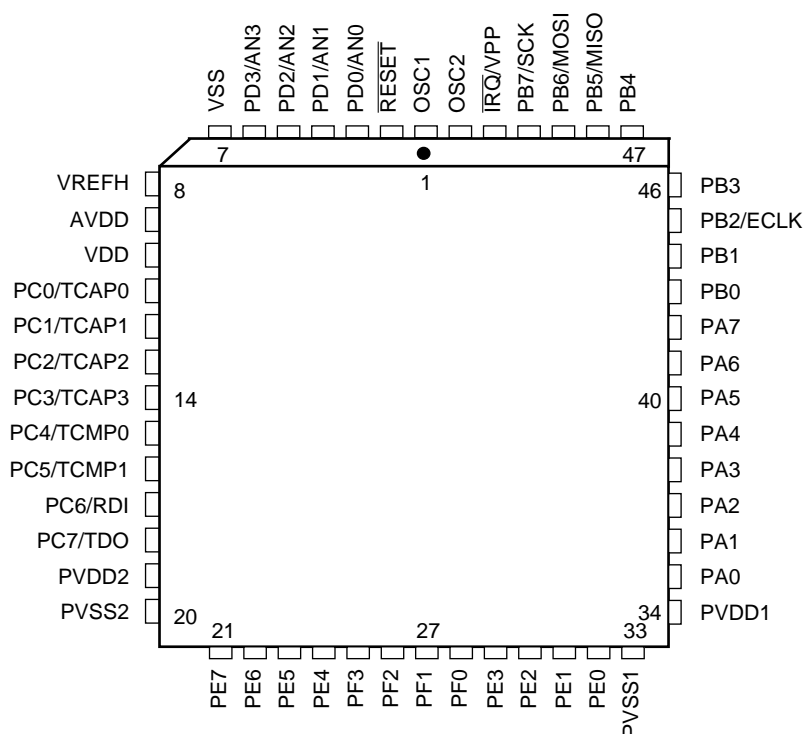 VSS
PD3/AN3
PD2/AN2
PD1/AN1
PD0/AN0
RESET
OSC1
OSC2
IRQ/VPP
PB7/SCK
PB6/MOSI
PB5/MISO
PB4
7
47
VREFH
8
1
46
PB3
AVDD
PB2/ECLK
VDD
PB1
PC0/TCAP0
PB0
PC1/TCAP1
PA7
PC2/TCAP2
PA6
PC3/TCAP3
14
40
PA5
PC4/TCMP0
PA4
PC5/TCMP1
PA3
PC6/RDI
PA2
PC7/TDO
PA1
PVDD2
PA0
PVSS2
20
34
PVDD1
21
27
33
PE7
PE6
PE5
PE4
PF3
PF2
PF1
PF0
PE3
PE2
PE1
PE0
PVSS1